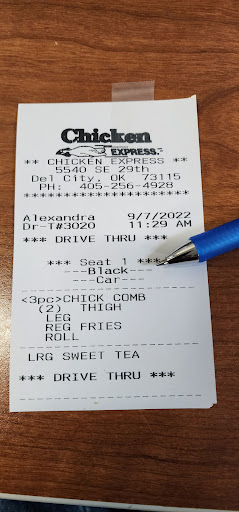 Chicken
EXPRESS.
** CHICKEN EXPRESS **
5540 SE 29th
Del City, OK 73115
PH: 405-256-4928
**********************
Alexandra 9/7/2022
Dr-T#3020 11:29 AM
*** DRIVE THRU ***
*** Seat 1 ***
---Black---
---Car---
<3pc>CHICK COMB
(2) THIGH
LEG
REG FRIES
ROLL
LRG SWEET TEA
*** DRIVE THRU ***